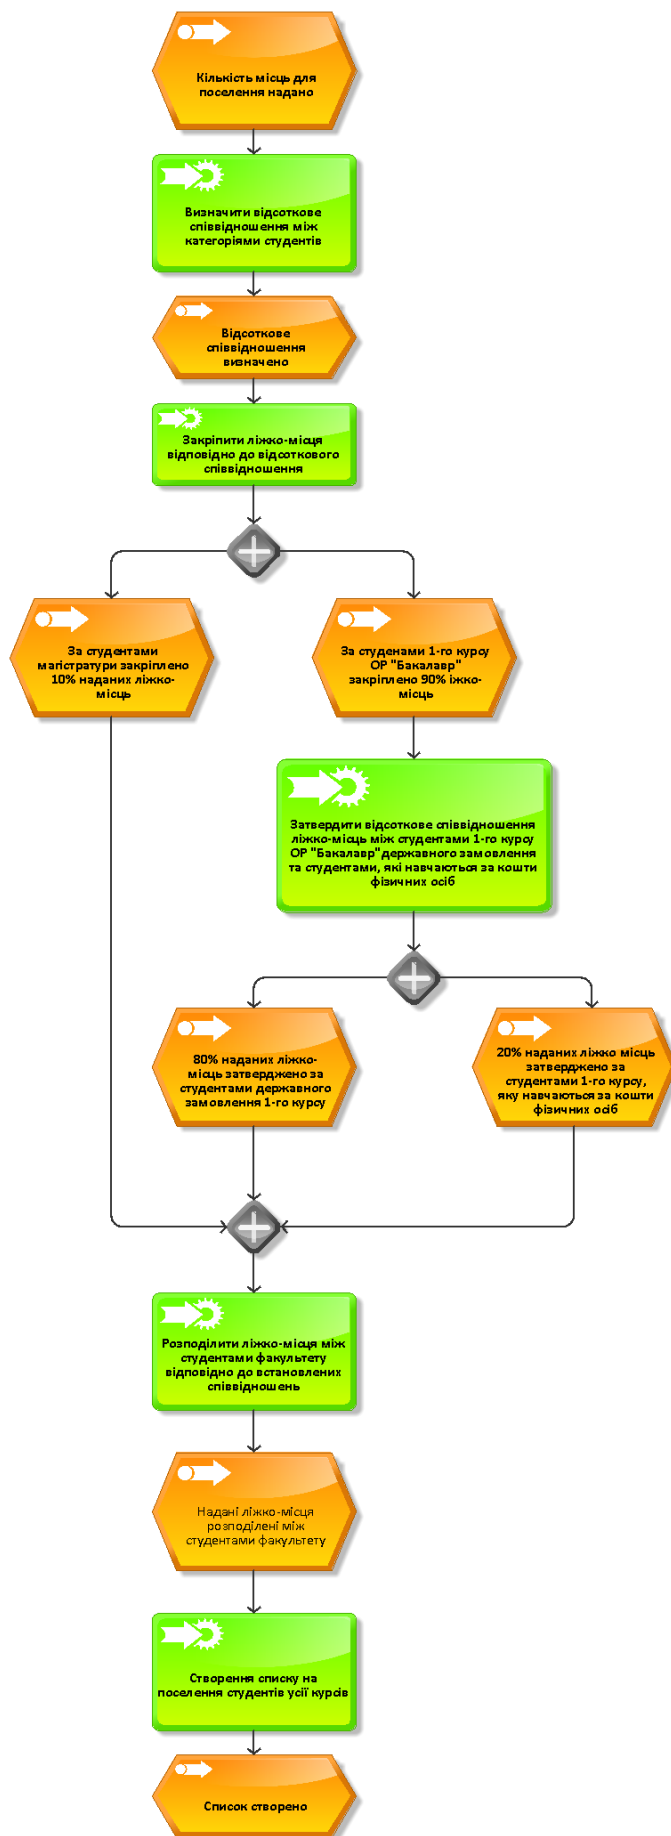 Кількість місць для
поселення надано
Визначити відсоткове
співвідношення між
категоріями студентів
Відсоткове
співвідношення
визначено
Закріпити ліжко-місця
відповідно до відсоткового
співвідношення
За студентами
магістратури закріплено
10% наданих ліжко-
місць
За студенами 1-го курсу
ОР "Бакалавр"
закріплено 90% іжко-
місць
Затвердити відсоткове співвідношення
ліжко-місць між студентами 1-го курсу
ОР "Бакалавр"державного замовлення
та студентами, які навчаються за кошти
фізичних осіб
80% наданих ліжко-
місць затверджено за
студентами державного
замовлення 1-го курсу
20% наданих ліжко місць
затверджено за
студентами 1-го курсу,
яку навчаються за кошти
фізичних осіб
Розподілити ліжко-місця між
студентами факультету
відповідно до встановлених
співвідношень
Надані ліжко-місця
розподілені між
студентами факультету
Створення списку на
поселення студентів усії курсів
Список створено